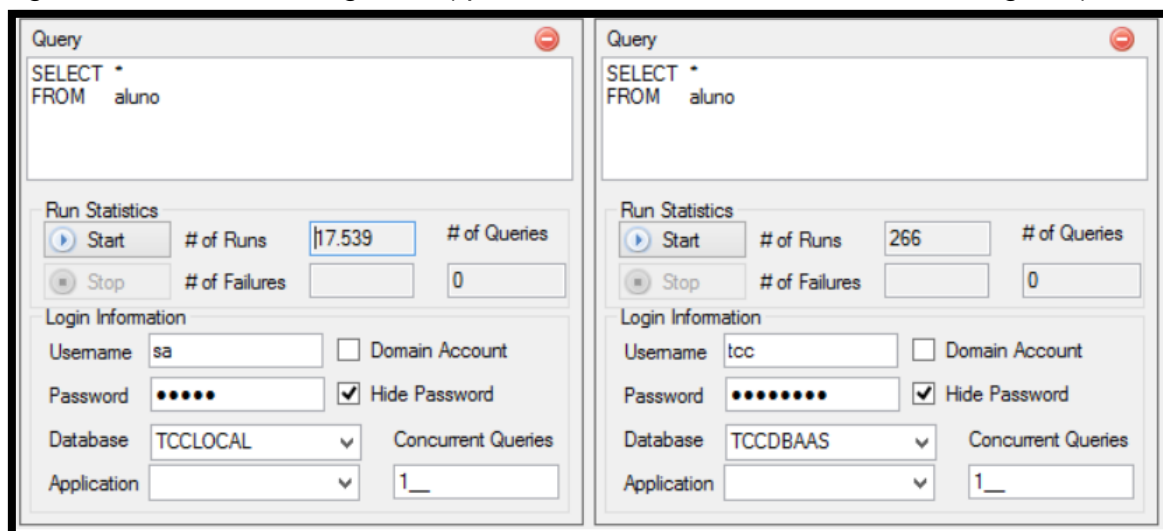 Query
SELECT *
FROM aluno
Run Statistics
Start # of Runs 17.539 # of Queries
Stop # of Failures 0
Login Information
Username sa Domain Account
Password ●●●●● Hide Password
Database TCCLOCAL Concurrent Queries
Application 1__
Query
SELECT *
FROM aluno
Run Statistics
Start # of Runs 266 # of Queries
Stop # of Failures 0
Login Information
Username tcc Domain Account
Password ●●●●●●●● Hide Password
Database TCCDBAAS Concurrent Queries
Application 1__